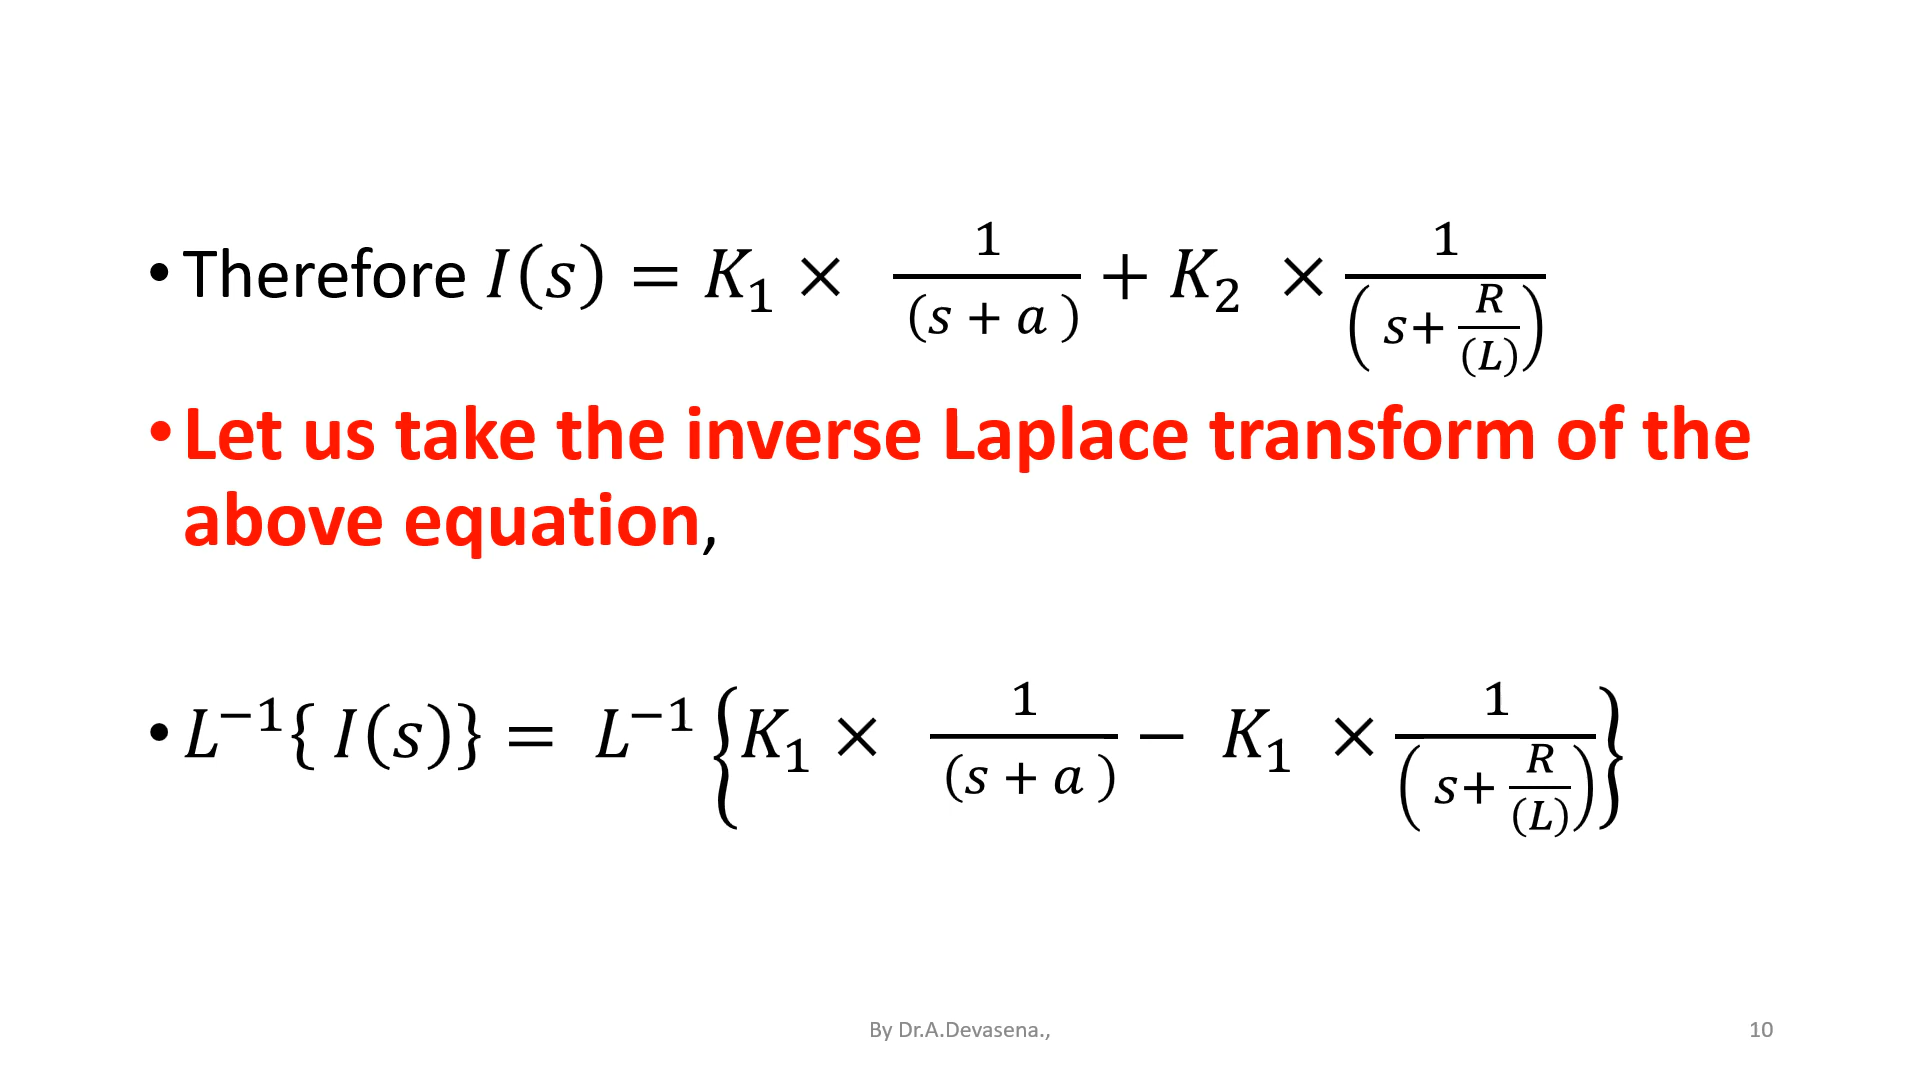 • Therefore I(s) = K₁ × 1/(s + a) + K₂ × 1/(s + R/(L))
• Let us take the inverse Laplace transform of the
above equation,
• L⁻¹{ I(s)} = L⁻¹ {K₁ × 1/(s + a) − K₁ × 1/(s + R/(L))}
By Dr.A.Devasena.,
10